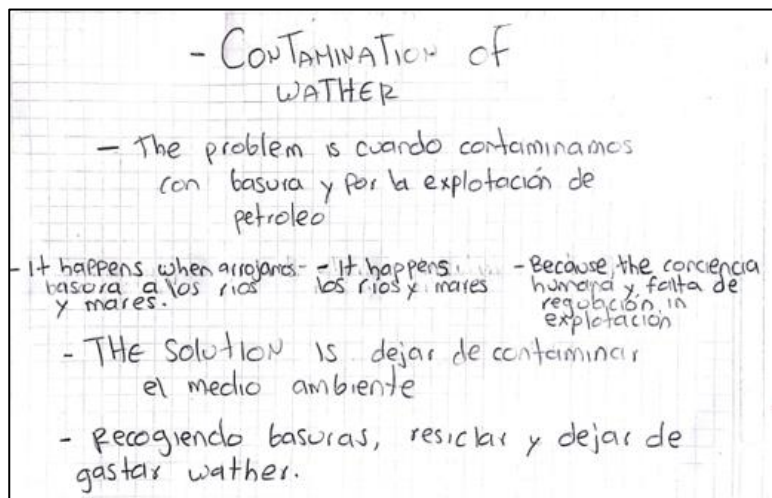 - CONTAMINATION OF
WATHER
- The problem is cuando contaminamos
con basura y por la explotación de
petroleo
- It happens when arrojamos
basura a los rios
y mares.
- It happens
los rios y mares
- Because, the conciencia
humana y falta de
regulación in
explotación
- THE SOLUTION IS dejar de contaminar
el medio ambiente
- Recogiendo basuras, resiclar y dejar de
gastar wather.